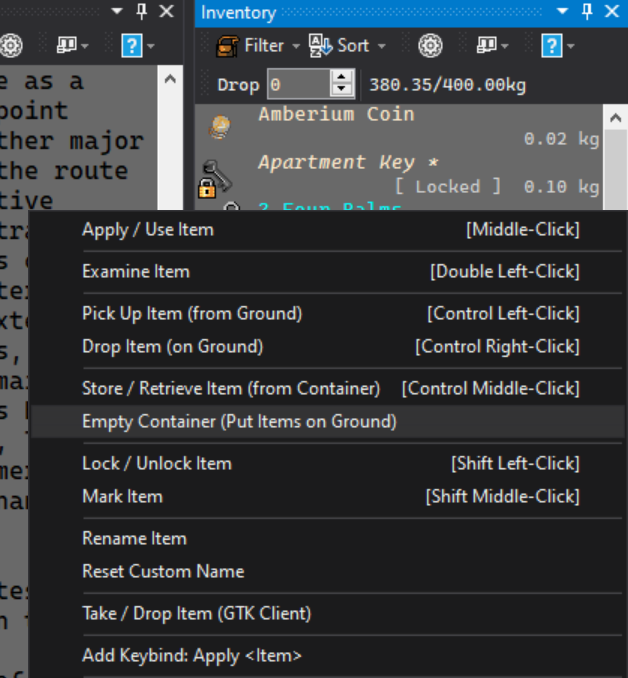 Inventory
Filter Sort
Drop 0 380.35/400.00kg
e as a
point
ther major
the route
tive
Amberium Coin
0.02 kg
Apartment Key *
[ Locked ] 0.10 kg
Apply / Use Item [Middle-Click]
Examine Item [Double Left-Click]
Pick Up Item (from Ground) [Control Left-Click]
Drop Item (on Ground) [Control Right-Click]
Store / Retrieve Item (from Container) [Control Middle-Click]
Empty Container (Put Items on Ground)
Lock / Unlock Item [Shift Left-Click]
Mark Item [Shift Middle-Click]
Rename Item
Reset Custom Name
Take / Drop Item (GTK Client)
Add Keybind: Apply <Item>